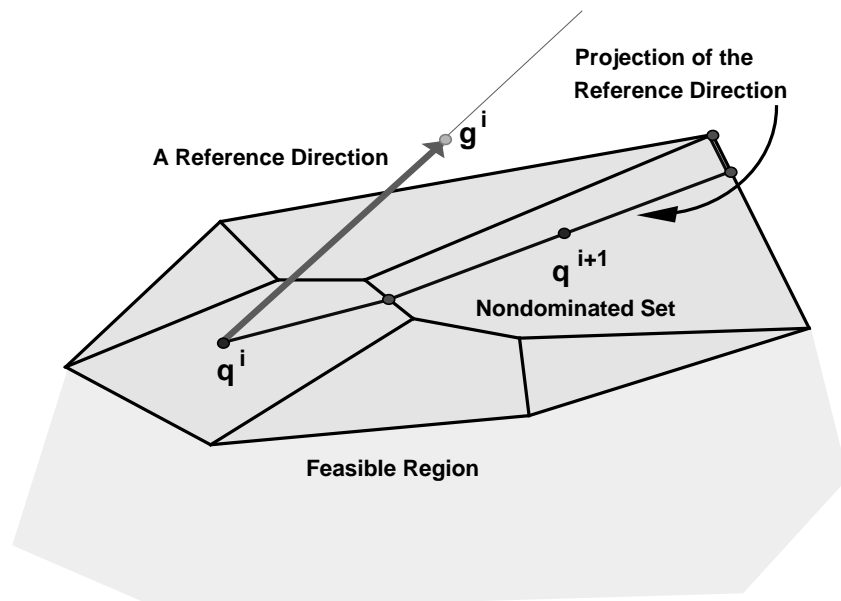 Projection of the
Reference Direction
g^i
A Reference Direction
q^i+1
Nondominated Set
q^i
Feasible Region